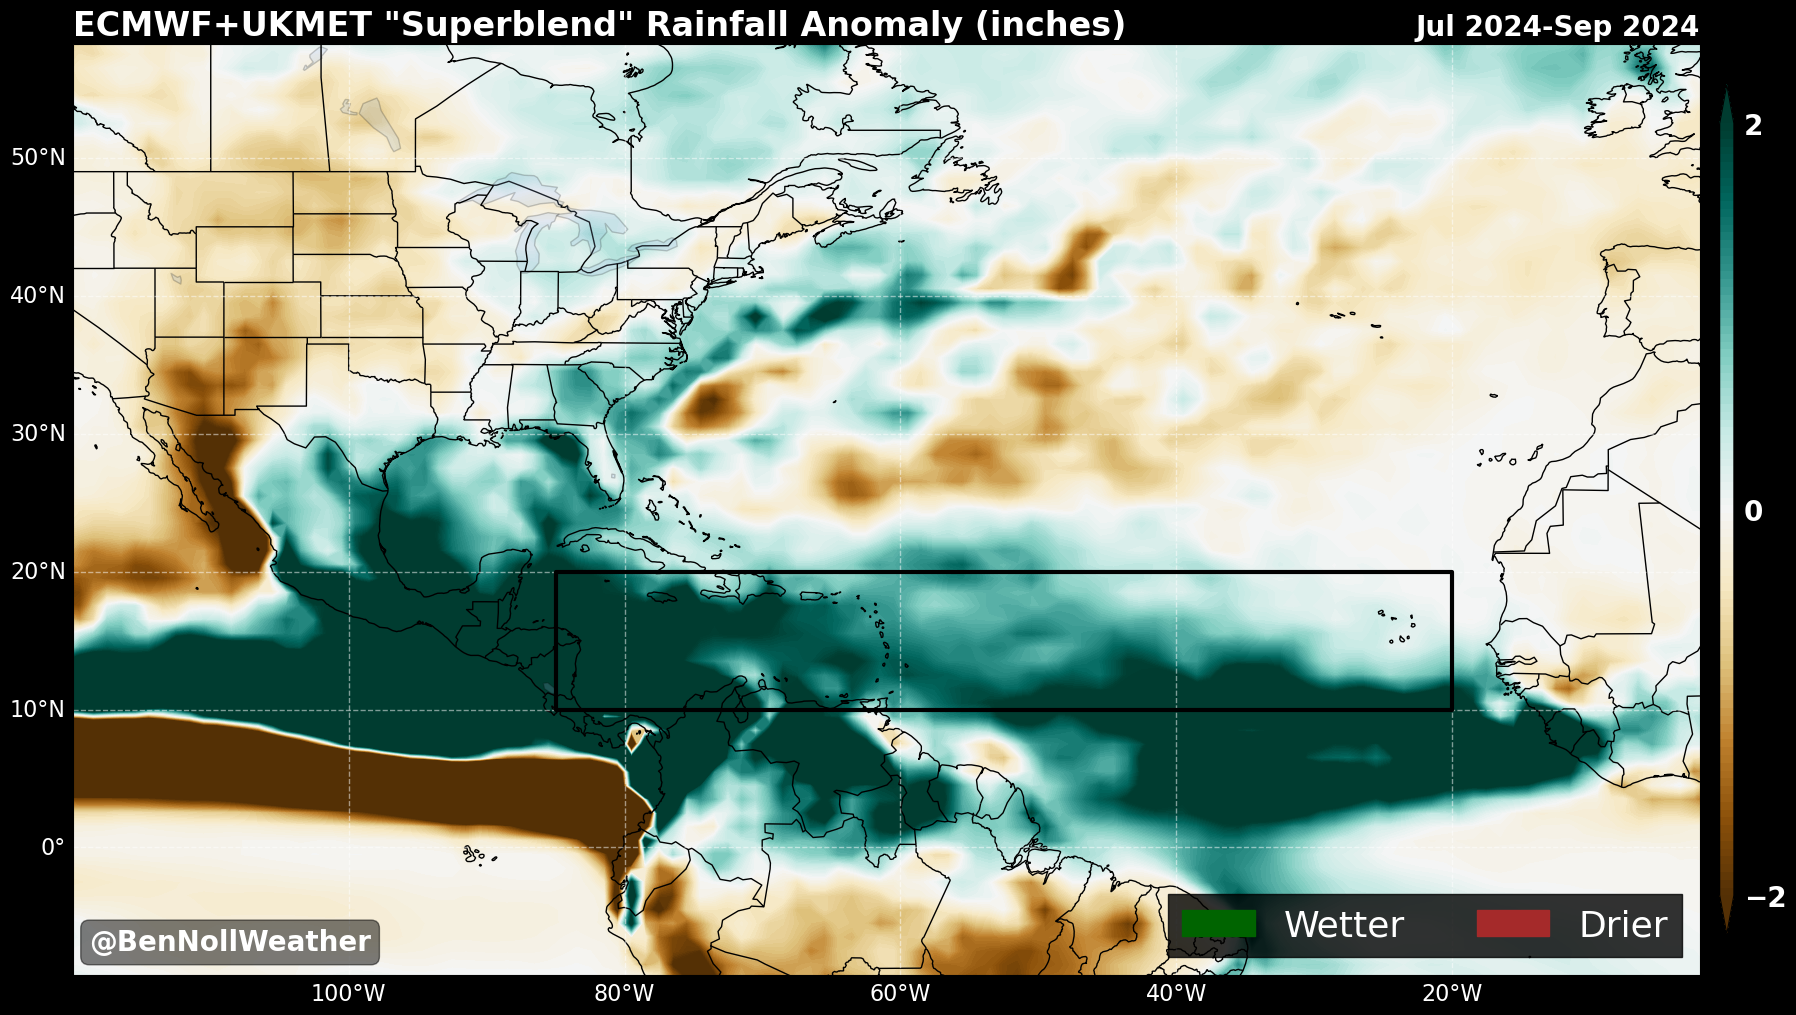 ECMWF+UKMET "Superblend" Rainfall Anomaly (inches)
Jul 2024-Sep 2024
50°N
40°N
30°N
20°N
10°N
0°
100°W
80°W
60°W
40°W
20°W
2
0
−2
@BenNollWeather
Wetter
Drier